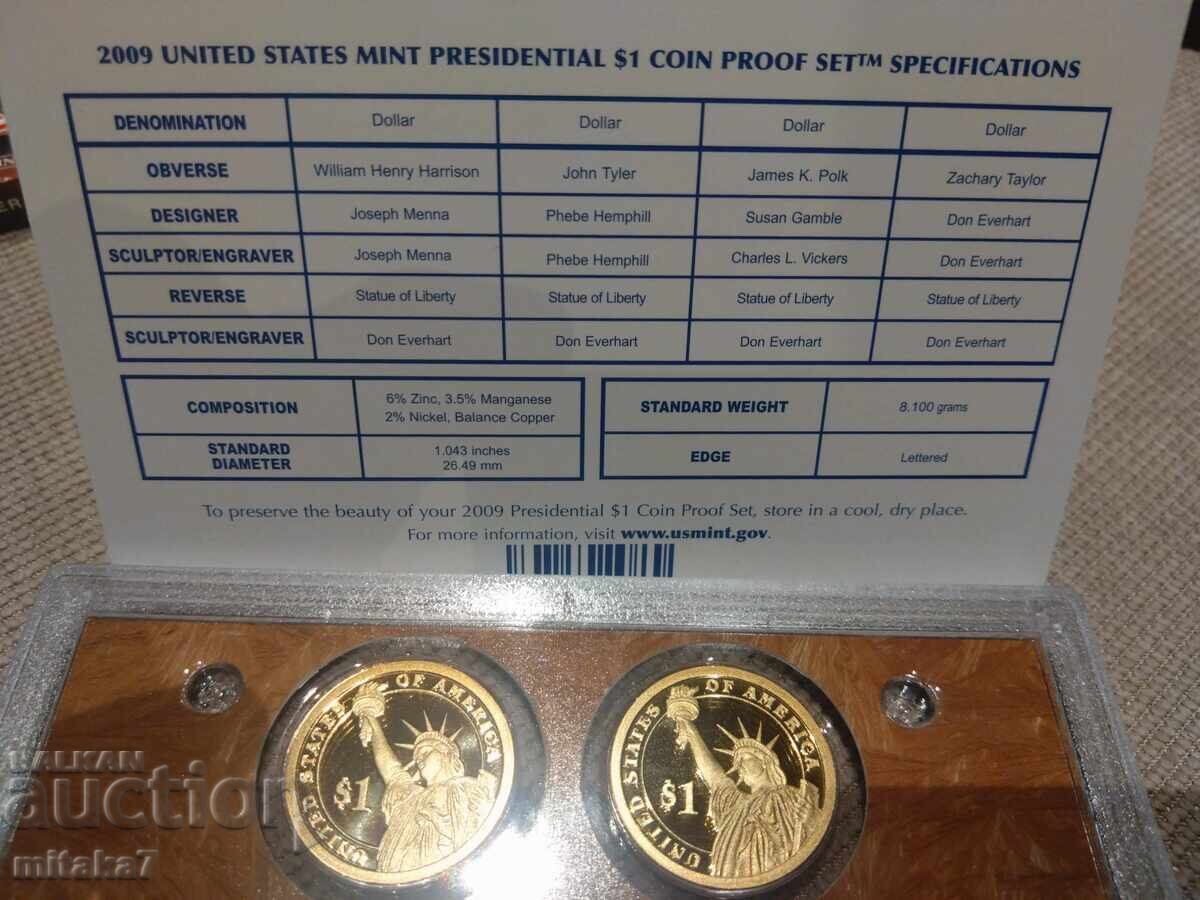 2009 UNITED STATES MINT PRESIDENTIAL $1 COIN PROOF SET™ SPECIFICATIONS
DENOMINATION Dollar Dollar Dollar Dollar
OBVERSE William Henry Harrison John Tyler James K. Polk Zachary Taylor
DESIGNER Joseph Menna Phebe Hemphill Susan Gamble Don Everhart
SCULPTOR/ENGRAVER Joseph Menna Phebe Hemphill Charles L. Vickers Don Everhart
REVERSE Statue of Liberty Statue of Liberty Statue of Liberty Statue of Liberty
SCULPTOR/ENGRAVER Don Everhart Don Everhart Don Everhart Don Everhart
COMPOSITION 6% Zinc, 3.5% Manganese
2% Nickel, Balance Copper
STANDARD DIAMETER 1.043 inches
26.49 mm
STANDARD WEIGHT 8.100 grams
EDGE Lettered
To preserve the beauty of your 2009 Presidential $1 Coin Proof Set, store in a cool, dry place.
For more information, visit www.usmint.gov.
UNITED STATES OF AMERICA
$1
UNITED STATES OF AMERICA
$1
BALKAN
auction
mitaka7